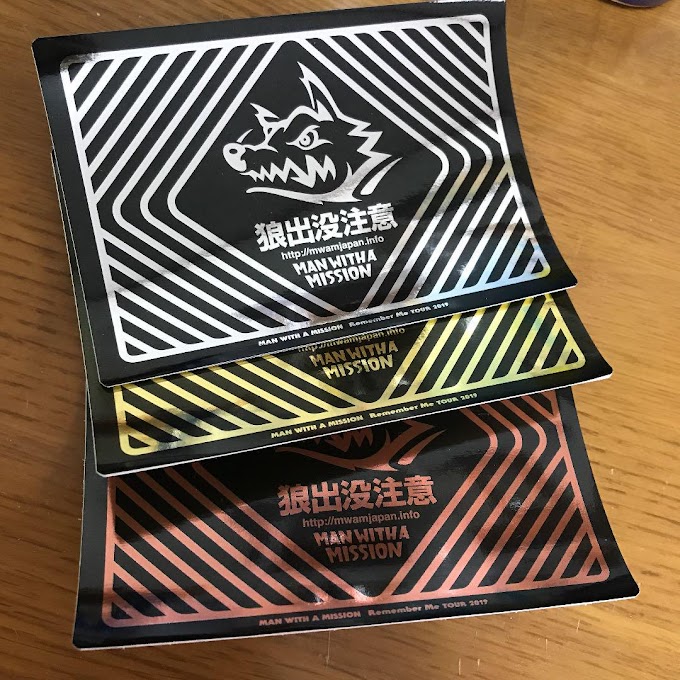 狼出没注意
http://mwamjapan.info
MAN WITH A
MISSION
MAN WITH A MISSION Remember Me TOUR 2019
http://mwamjapan.info
MAN WITH A
MISSION
MAN WITH A MISSION Remember Me TOUR 2019
狼出没注意
http://mwamjapan.info
MAN WITH A
MISSION
MAN WITH A MISSION Remember Me TOUR 2019